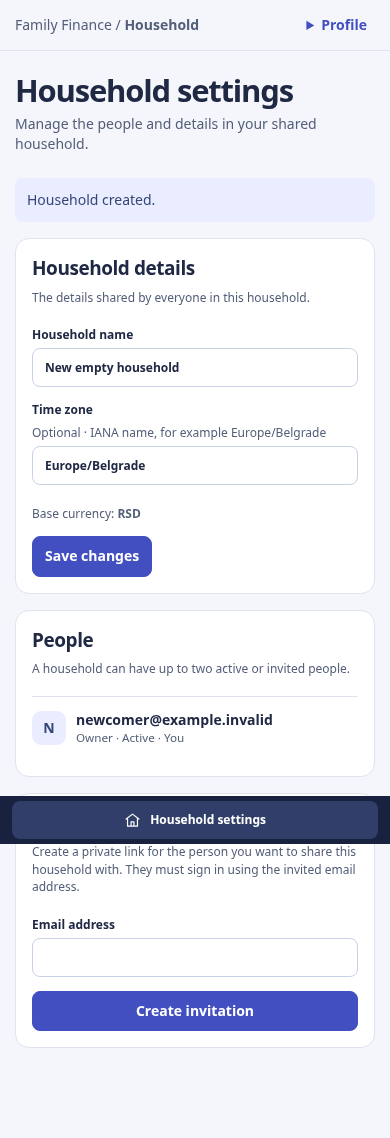 Family Finance / Household
▶ Profile
Household settings
Manage the people and details in your shared
household.
Household created.
Household details
The details shared by everyone in this household.
Household name
New empty household
Time zone
Optional · IANA name, for example Europe/Belgrade
Europe/Belgrade
Base currency: RSD
Save changes
People
A household can have up to two active or invited people.
N
newcomer@example.invalid
Owner · Active · You
Household settings
Create a private link for the person you want to share this
household with. They must sign in using the invited email
address.
Email address
Create invitation